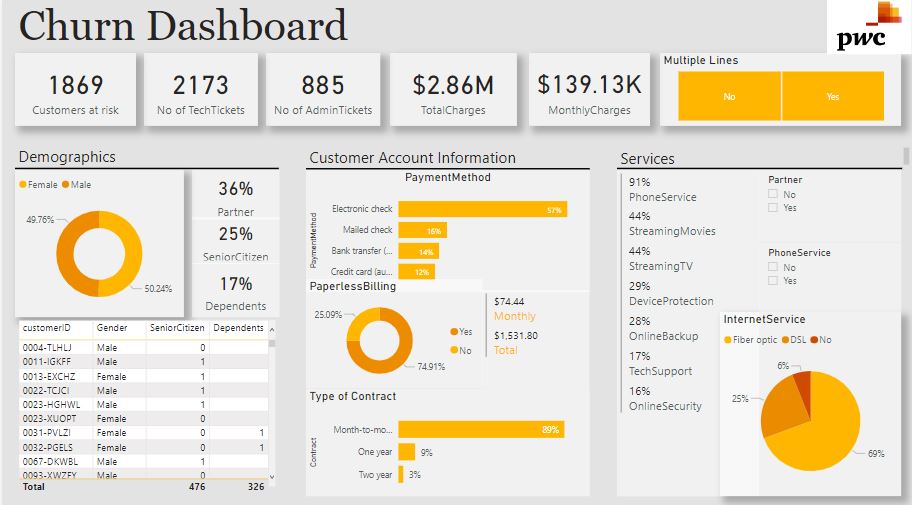 Churn Dashboard
pwc
1869
Customers at risk
2173
No of TechTickets
885
No of AdminTickets
$2.86M
TotalCharges
$139.13K
MonthlyCharges
Multiple Lines
No
Yes
Demographics
Female
Male
49.76%
50.24%
36%
Partner
25%
SeniorCitizen
17%
Dependents
customerID Gender SeniorCitizen Dependents
0004-TLHLJ Male 0
0011-IGKFF Male 1
0013-EXCHZ Female 1
0022-TCJCI Male 1
0023-HGHWL Male 1
0023-XUOPT Female 0
0031-PVLZI Female 0 1
0032-PGELS Female 0 1
0067-DKWBL Male 1
0093-XWZFY Male 0
Total 476 326
Customer Account Information
PaymentMethod
PaymentMethod
Electronic check 57%
Mailed check 16%
Bank transfer (... 14%
Credit card (au... 12%
PaperlessBilling
25.09%
74.91%
Yes
No
$74.44
Monthly
$1,531.80
Total
Type of Contract
Contract
Month-to-mo... 89%
One year 9%
Two year 3%
Services
91%
PhoneService
44%
StreamingMovies
44%
StreamingTV
29%
DeviceProtection
28%
OnlineBackup
17%
TechSupport
16%
OnlineSecurity
Partner
No
Yes
PhoneService
No
Yes
InternetService
Fiber optic
DSL
No
6%
25%
69%